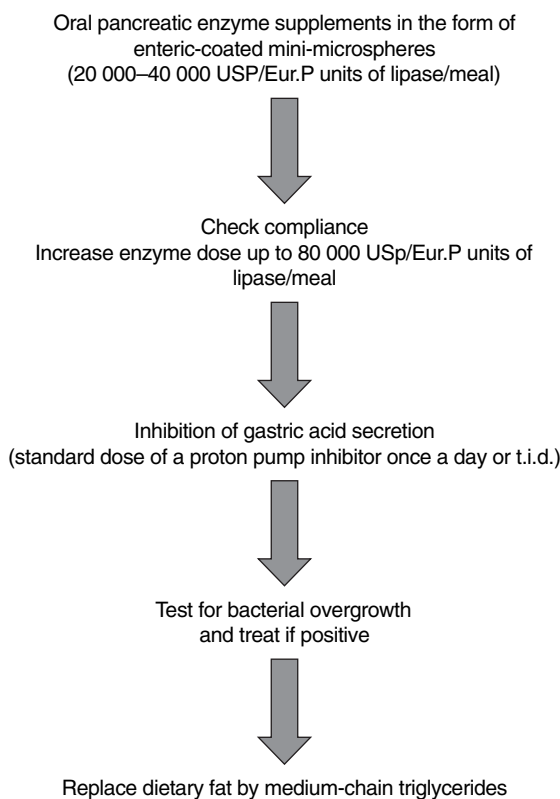 Oral pancreatic enzyme supplements in the form of
enteric-coated mini-microspheres
(20 000–40 000 USP/Eur.P units of lipase/meal)
Check compliance
Increase enzyme dose up to 80 000 USp/Eur.P units of
lipase/meal
Inhibition of gastric acid secretion
(standard dose of a proton pump inhibitor once a day or t.i.d.)
Test for bacterial overgrowth
and treat if positive
Replace dietary fat by medium-chain triglycerides